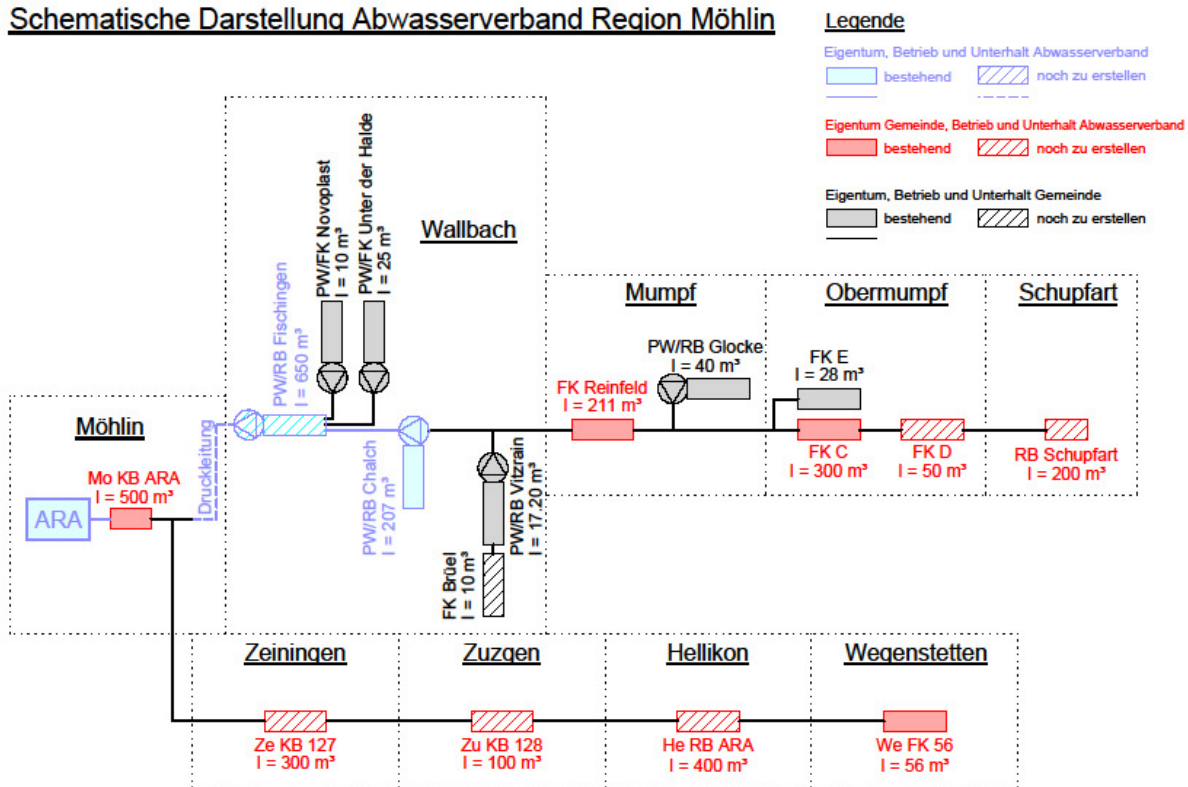 Schematische Darstellung Abwasserverband Region Möhlin
Legende
Eigentum, Betrieb und Unterhalt Abwasserverband
bestehend
noch zu erstellen
Eigentum Gemeinde, Betrieb und Unterhalt Abwasserverband
bestehend
noch zu erstellen
Eigentum, Betrieb und Unterhalt Gemeinde
bestehend
noch zu erstellen
Wallbach
PW/RB Fischingen
I = 650 m³
PW/FK Novoplast
I = 10 m³
PW/FK Unter der Halde
I = 25 m³
PW/RB Chalch
I = 207 m³
FK Brüel
I = 10 m³
PW/RB Vitzrain
I = 17.20 m³
Mumpf
PW/RB Glocke
I = 40 m³
FK Reinfeld
I = 211 m³
Obermumpf
FK E
I = 28 m³
FK C
I = 300 m³
FK D
I = 50 m³
Schupfart
RB Schupfart
I = 200 m³
Möhlin
Mo KB ARA
I = 500 m³
ARA
Druckleitung
Zeiningen
Ze KB 127
I = 300 m³
Zuzgen
Zu KB 128
I = 100 m³
Hellikon
He RB ARA
I = 400 m³
Wegenstetten
We FK 56
I = 56 m³